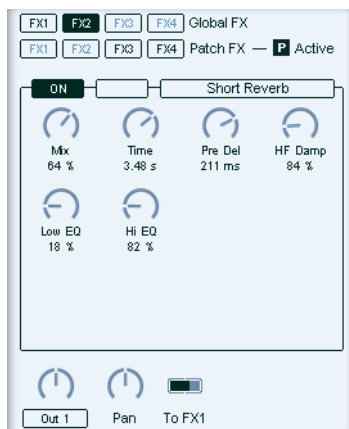 FX1 FX2 FX3 FX4 Global FX
FX1 FX2 FX3 FX4 Patch FX — P Active
ON Short Reverb
Mix Time Pre Del HF Damp
64 % 3.48 s 211 ms 84 %
Low EQ Hi EQ
18 % 82 %
Out 1 Pan To FX1